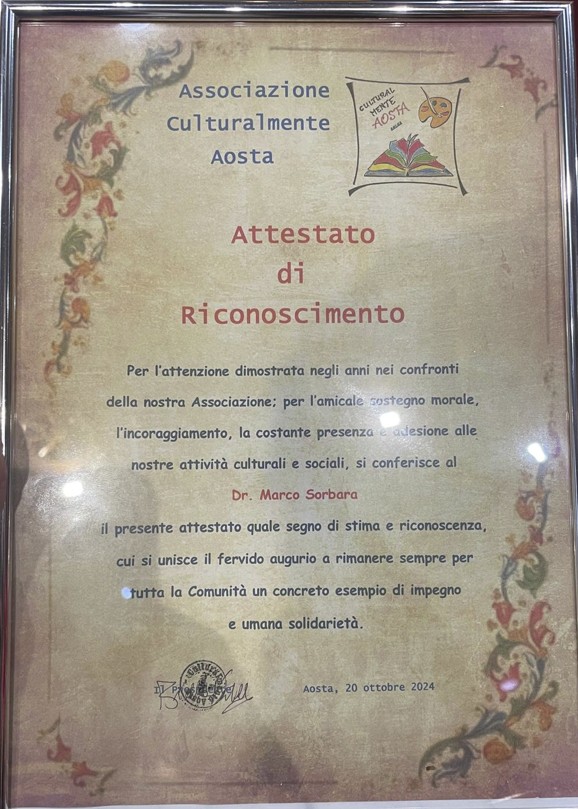 Associazione
Culturalmente
Aosta
CULTURAL
MENTE
AOSTA
Attestato
di
Riconoscimento
Per l'attenzione dimostrata negli anni nei confronti
della nostra Associazione; per l'amicale sostegno morale,
l'incoraggiamento, la costante presenza e adesione alle
nostre attività culturali e sociali, si conferisce al
Dr. Marco Sorbara
il presente attestato quale segno di stima e riconoscenza,
cui si unisce il fervido augurio a rimanere sempre per
tutta la Comunità un concreto esempio di impegno
e umana solidarietà.
Il Presidente
Aosta, 20 ottobre 2024